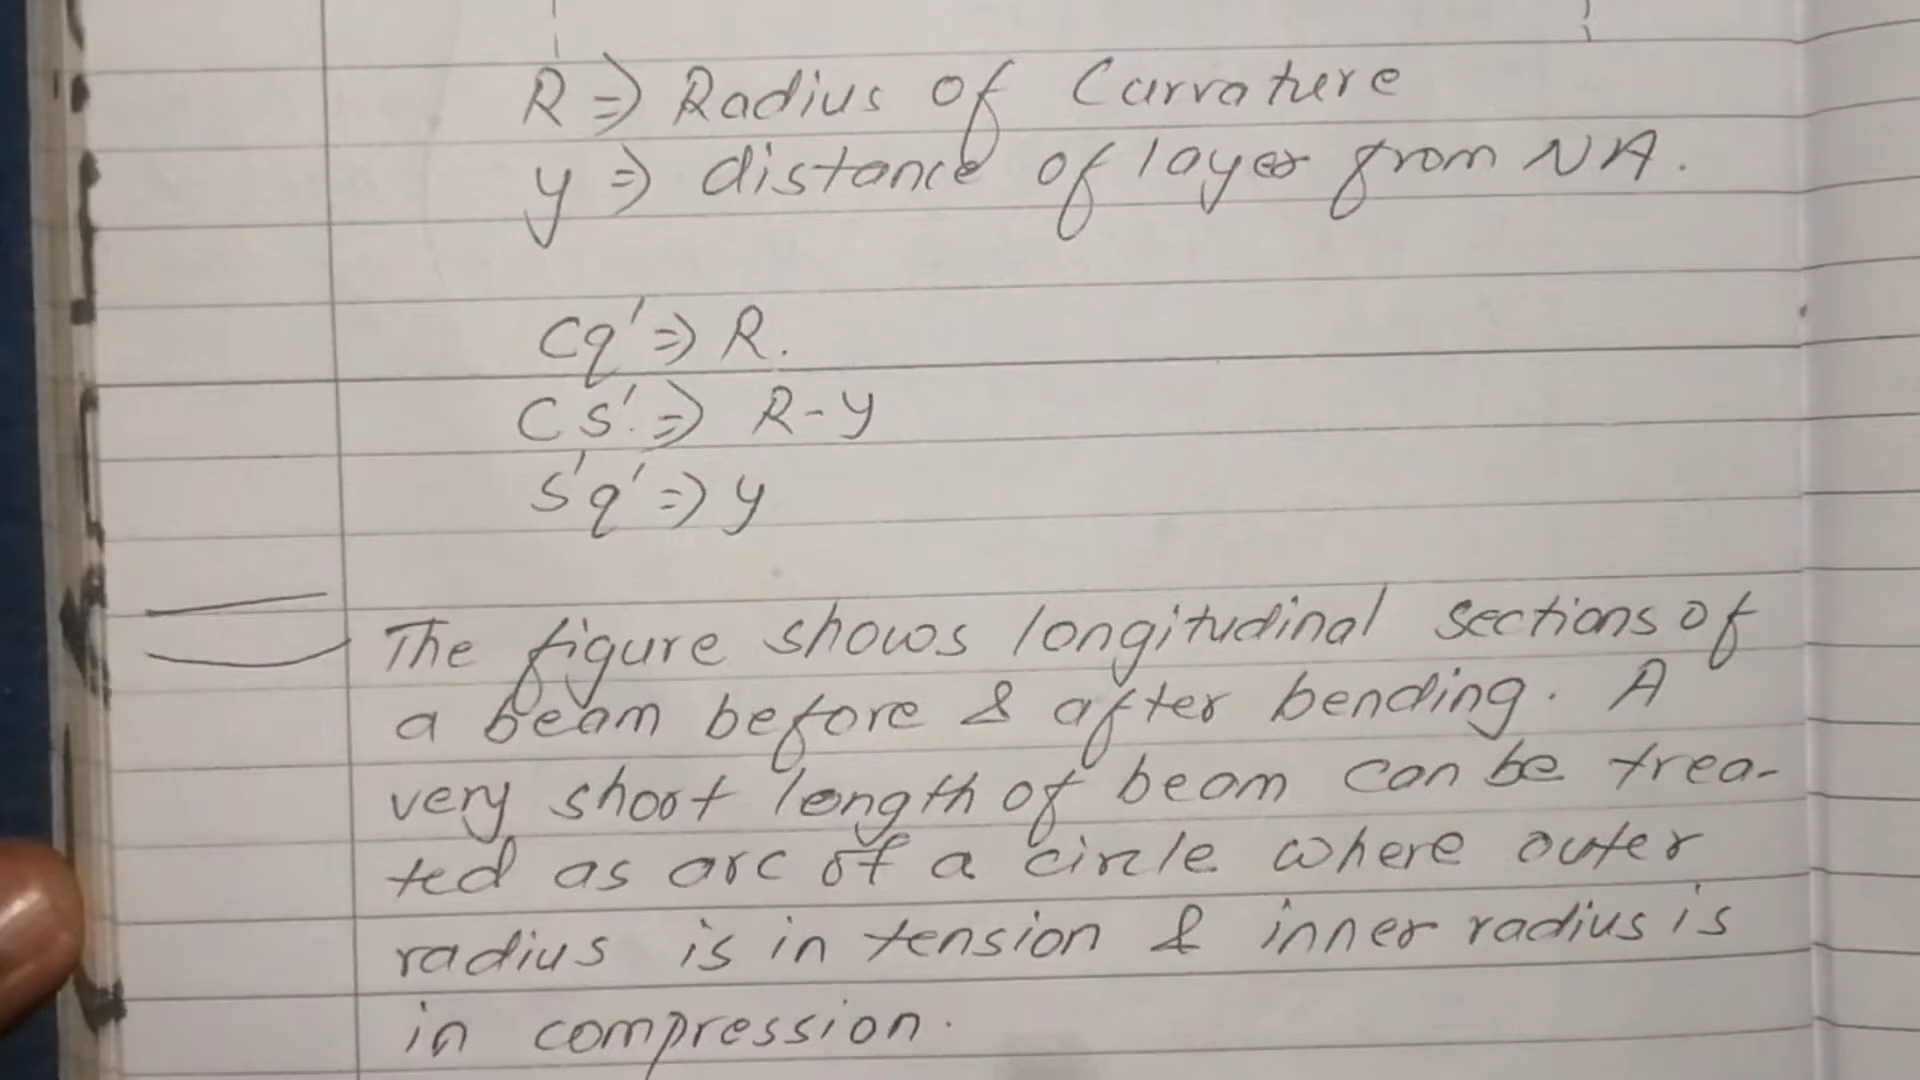 R ⇒ Radius of Curvature
y ⇒ distance of layer from NA.
Cq' ⇒ R.
CS' ⇒ R-y
S'q' ⇒ y
The figure shows longitudinal sections of
a beam before & after bending. A
very short length of beam can be trea-
ted as arc of a circle where outer
radius is in tension & inner radius is
in compression.